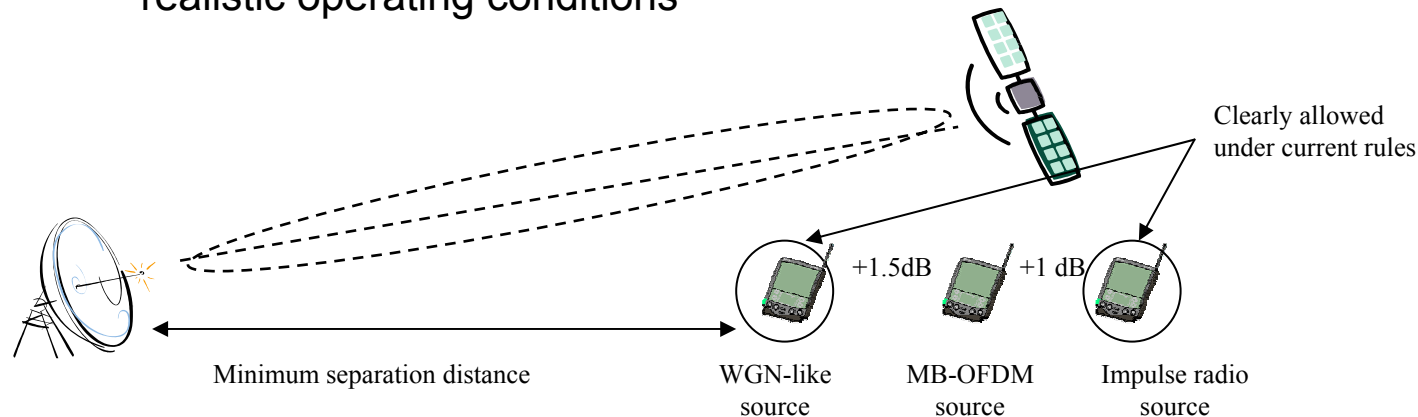 realistic operating conditions
Clearly allowed
under current rules
+1.5dB
+1 dB
Minimum separation distance
WGN-like
source
MB-OFDM
source
Impulse radio
source